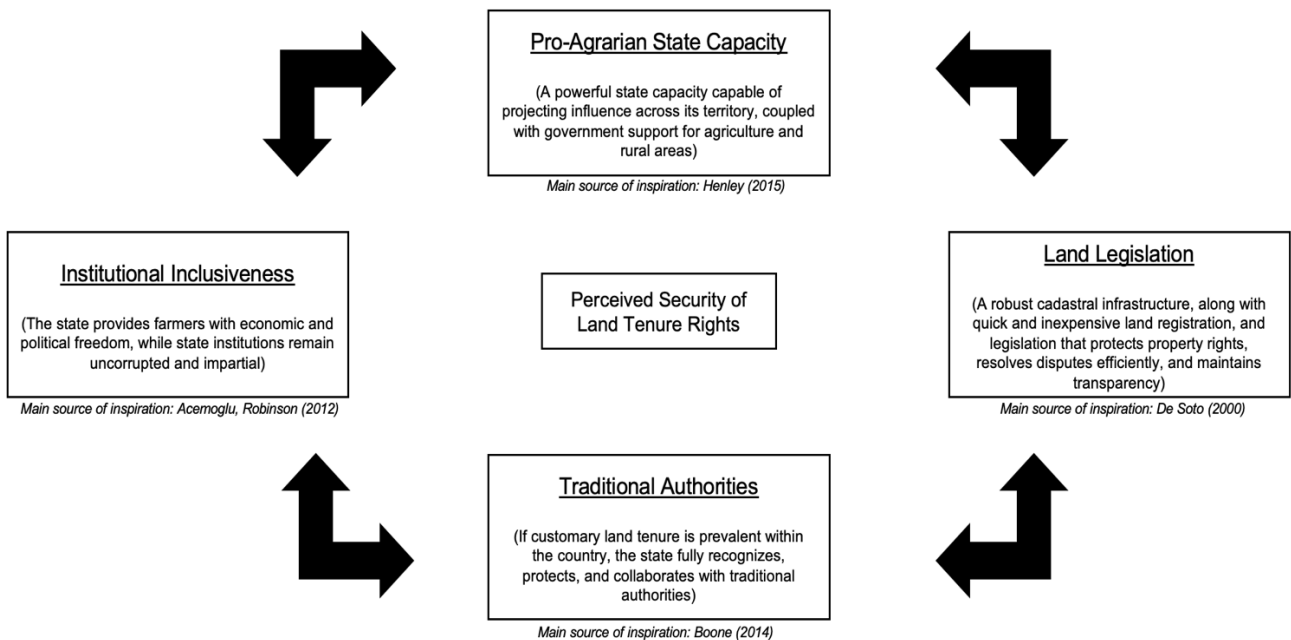 Pro-Agrarian State Capacity
(A powerful state capacity capable of
projecting influence across its territory, coupled
with government support for agriculture and
rural areas)
Main source of inspiration: Henley (2015)
Institutional Inclusiveness
(The state provides farmers with economic and
political freedom, while state institutions remain
uncorrupted and impartial)
Main source of inspiration: Acemoglu, Robinson (2012)
Perceived Security of
Land Tenure Rights
Land Legislation
(A robust cadastral infrastructure, along with
quick and inexpensive land registration, and
legislation that protects property rights,
resolves disputes efficiently, and maintains
transparency)
Main source of inspiration: De Soto (2000)
Traditional Authorities
(If customary land tenure is prevalent within
the country, the state fully recognizes,
protects, and collaborates with traditional
authorities)
Main source of inspiration: Boone (2014)